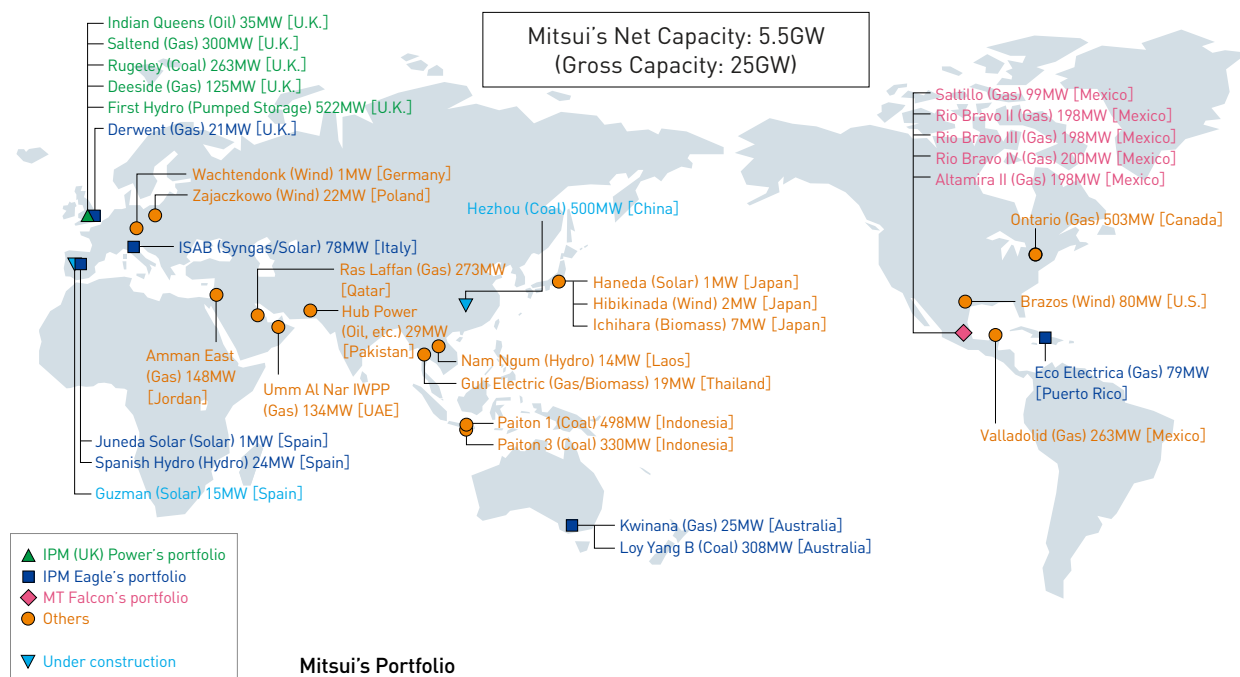 Indian Queens (Oil) 35MW [U.K.]
Saltend (Gas) 300MW [U.K.]
Rugeley (Coal) 263MW [U.K.]
Deeside (Gas) 125MW [U.K.]
First Hydro (Pumped Storage) 522MW [U.K.]
Derwent (Gas) 21MW [U.K.]
Mitsui's Net Capacity: 5.5GW
(Gross Capacity: 25GW)
Saltillo (Gas) 99MW [Mexico]
Rio Bravo II (Gas) 198MW [Mexico]
Rio Bravo III (Gas) 198MW [Mexico]
Rio Bravo IV (Gas) 200MW [Mexico]
Altamira II (Gas) 198MW [Mexico]
Wachtendonk (Wind) 1MW [Germany]
Zajaczkowo (Wind) 22MW [Poland]
Hezhou (Coal) 500MW [China]
Ontario (Gas) 503MW [Canada]
ISAB (Syngas/Solar) 78MW [Italy]
Ras Laffan (Gas) 273MW
[Qatar]
Hub Power
(Oil, etc.) 29MW
[Pakistan]
Haneda (Solar) 1MW [Japan]
Hibikinada (Wind) 2MW [Japan]
Ichihara (Biomass) 7MW [Japan]
Brazos (Wind) 80MW [U.S.]
Amman East
(Gas) 148MW
[Jordan]
Umm Al Nar IWPP
(Gas) 134MW [UAE]
Nam Ngum (Hydro) 14MW [Laos]
Gulf Electric (Gas/Biomass) 19MW [Thailand]
Eco Electrica (Gas) 79MW
[Puerto Rico]
Paiton 1 (Coal) 498MW [Indonesia]
Paiton 3 (Coal) 330MW [Indonesia]
Valladolid (Gas) 263MW [Mexico]
Juneda Solar (Solar) 1MW [Spain]
Spanish Hydro (Hydro) 24MW [Spain]
Guzman (Solar) 15MW [Spain]
Kwinana (Gas) 25MW [Australia]
Loy Yang B (Coal) 308MW [Australia]
IPM (UK) Power's portfolio
IPM Eagle's portfolio
MT Falcon's portfolio
Others
Under construction
Mitsui's Portfolio